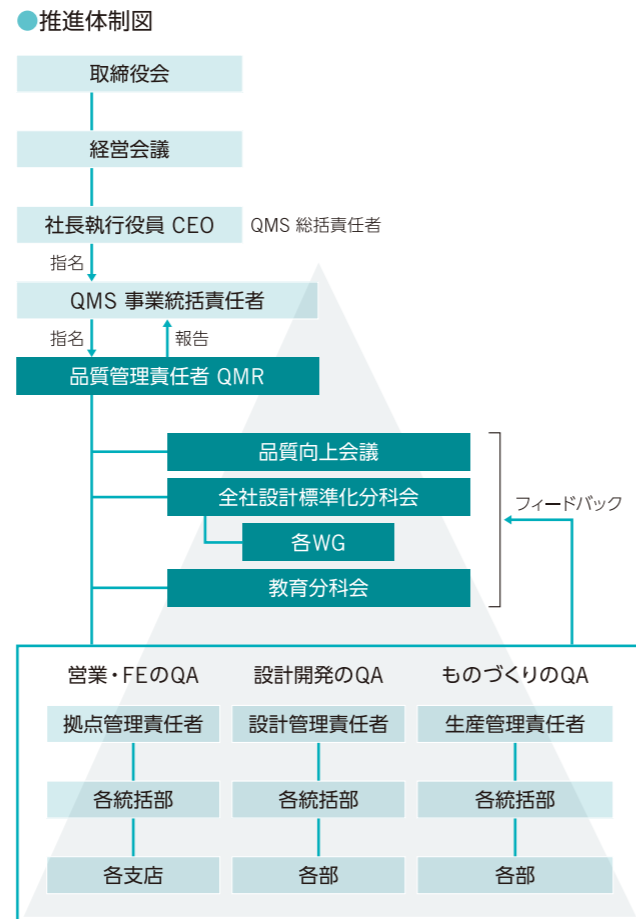 ●推進体制図
取締役会
経営会議
社長執行役員 CEO
QMS 総括責任者
指名
QMS 事業統括責任者
指名
報告
品質管理責任者 QMR
品質向上会議
全社設計標準化分科会
フィードバック
各WG
教育分科会
営業・FEのQA
設計開発のQA
ものづくりのQA
拠点管理責任者
設計管理責任者
生産管理責任者
各統括部
各統括部
各統括部
各支店
各部
各部